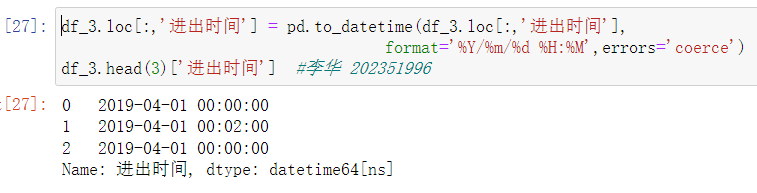 [27]: df_3.loc[:,'进出时间'] = pd.to_datetime(df_3.loc[:,'进出时间'],
format='%Y/%m/%d %H:%M',errors='coerce')
df_3.head(3)['进出时间']  #李华 202351996
[27]: 0   2019-04-01 00:00:00
1   2019-04-01 00:02:00
2   2019-04-01 00:00:00
Name: 进出时间, dtype: datetime64[ns]